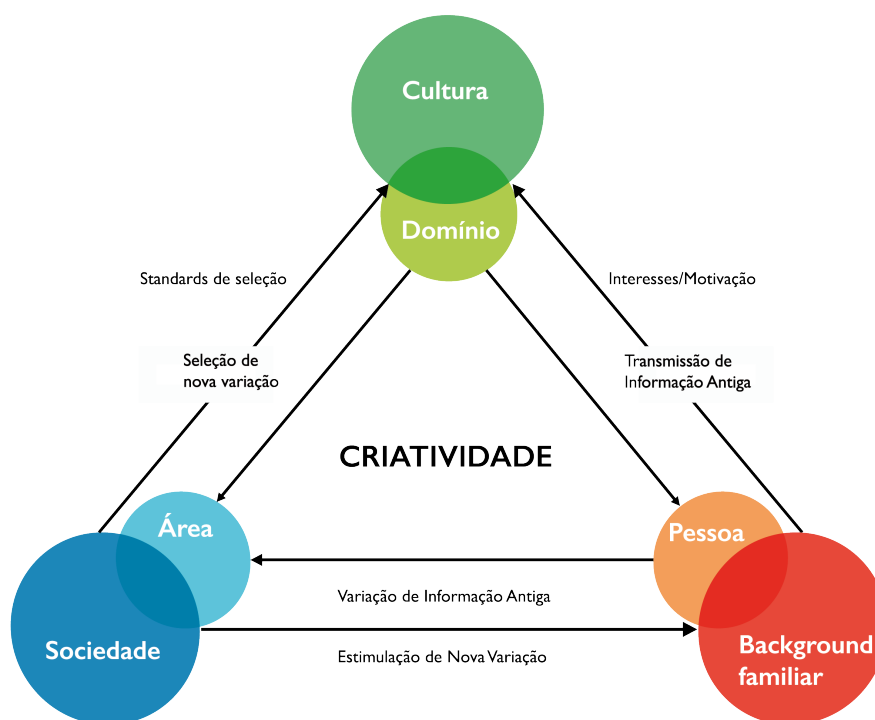 Cultura
Domínio
Standards de seleção
Interesses/Motivação
Seleção de
nova variação
Transmissão de
Informação Antiga
CRIATIVIDADE
Área
Pessoa
Variação de Informação Antiga
Sociedade
Estimulação de Nova Variação
Background
familiar